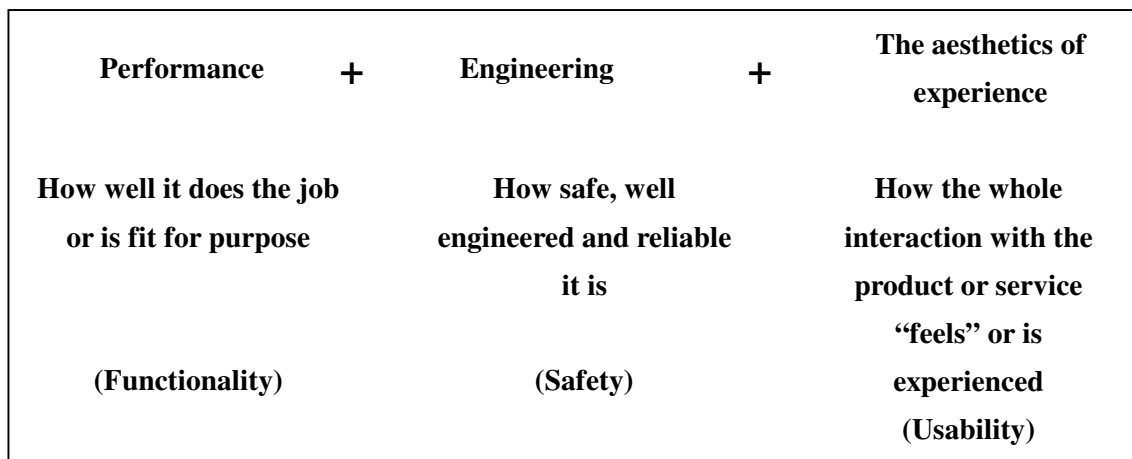 Performance + Engineering + The aesthetics of
experience
How well it does the job
or is fit for purpose
(Functionality)
How safe, well
engineered and reliable
it is
(Safety)
How the whole
interaction with the
product or service
“feels” or is
experienced
(Usability)